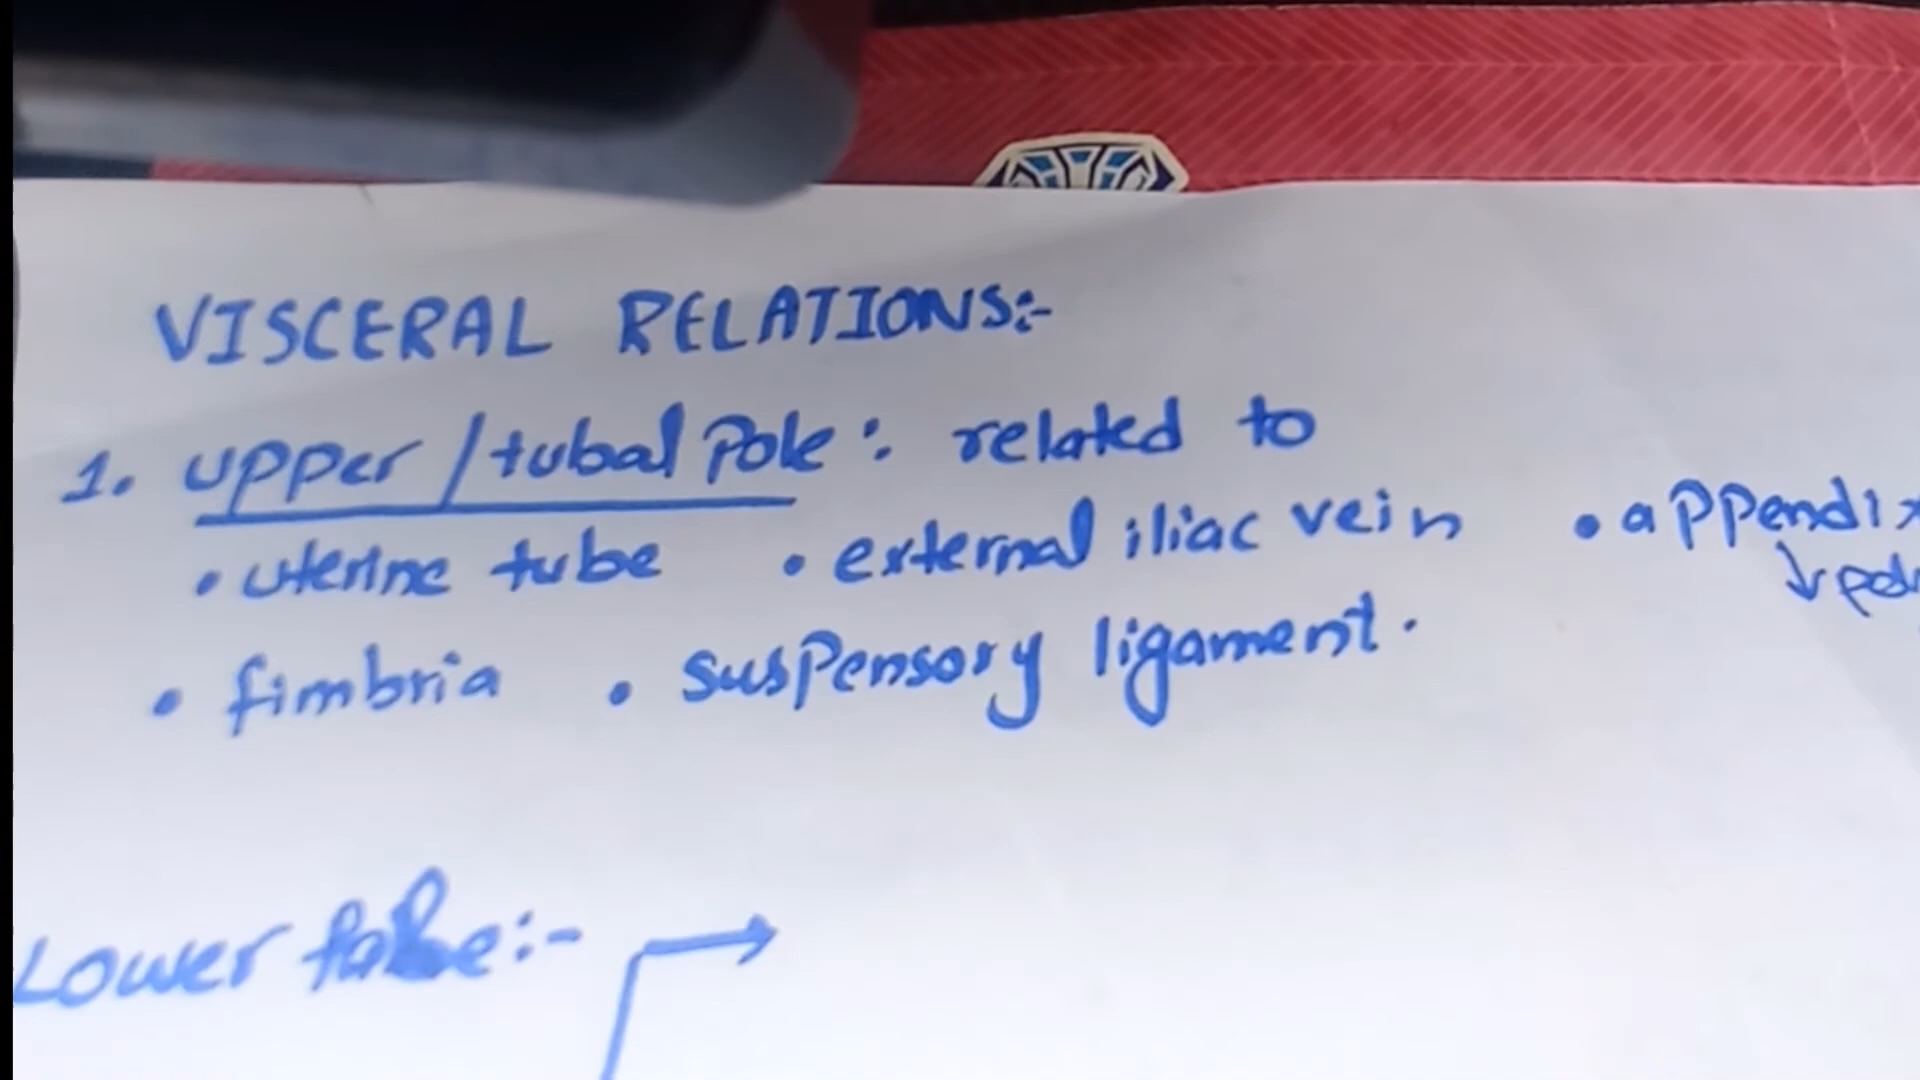 VISCERAL RELATIONS:-
1. upper / tubal Pole : related to
• uterine tube • external iliac vein • appendix
• fimbria • suspensory ligament.
Lower Pole:-